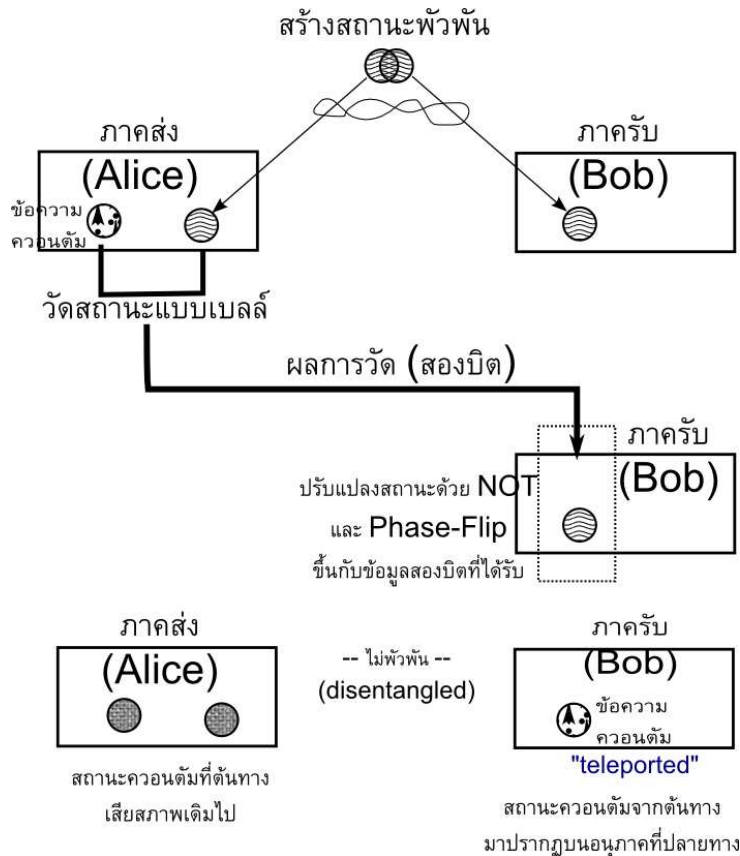 สร้างสถานะพัวพัน
ภาคส่ง
(Alice)
ข้อความ
ควอนตัม
ภาครับ
(Bob)
วัดสถานะแบบเบลล์
ผลการวัด (สองบิต)
ภาครับ
(Bob)
ปรับแปลงสถานะด้วย NOT
และ Phase-Flip
ขึ้นกับข้อมูลสองบิตที่ได้รับ
ภาคส่ง
(Alice)
-- ไม่พัวพัน --
(disentangled)
ภาครับ
(Bob)
ข้อความ
ควอนตัม
"teleported"
สถานะควอนตัมที่ต้นทาง
เสียสภาพเดิมไป
สถานะควอนตัมจากต้นทาง
มาปรากฏบนอนุภาคที่ปลายทาง